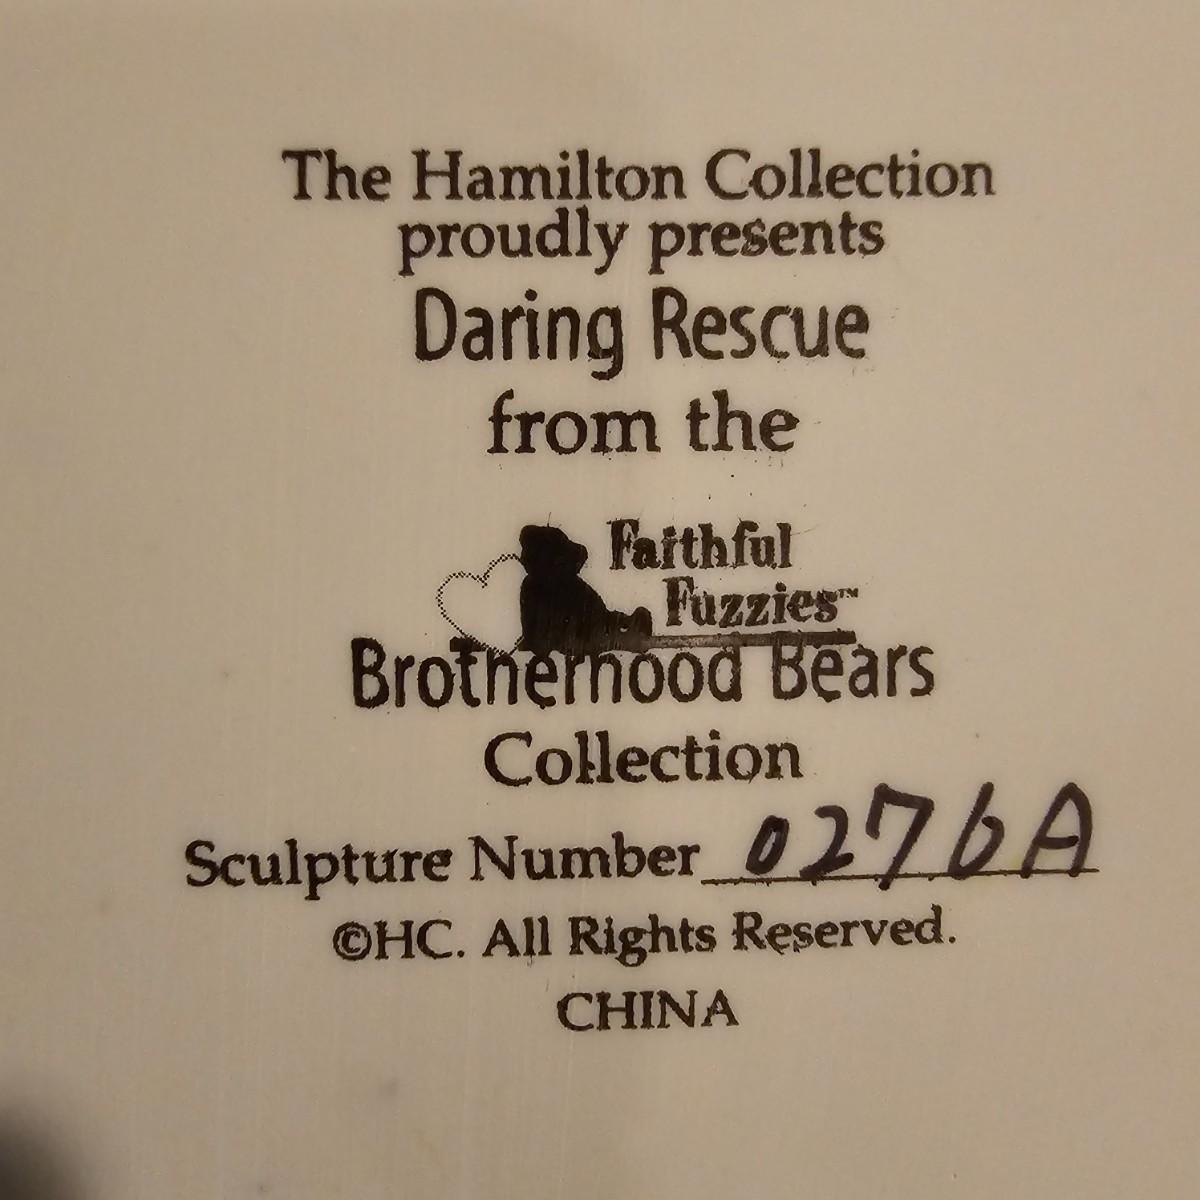 The Hamilton Collection
proudly presents
Daring Rescue
from the
Faithful
Fuzzies™
Brotherhood Bears
Collection
Sculpture Number 0276A
©HC. All Rights Reserved.
CHINA